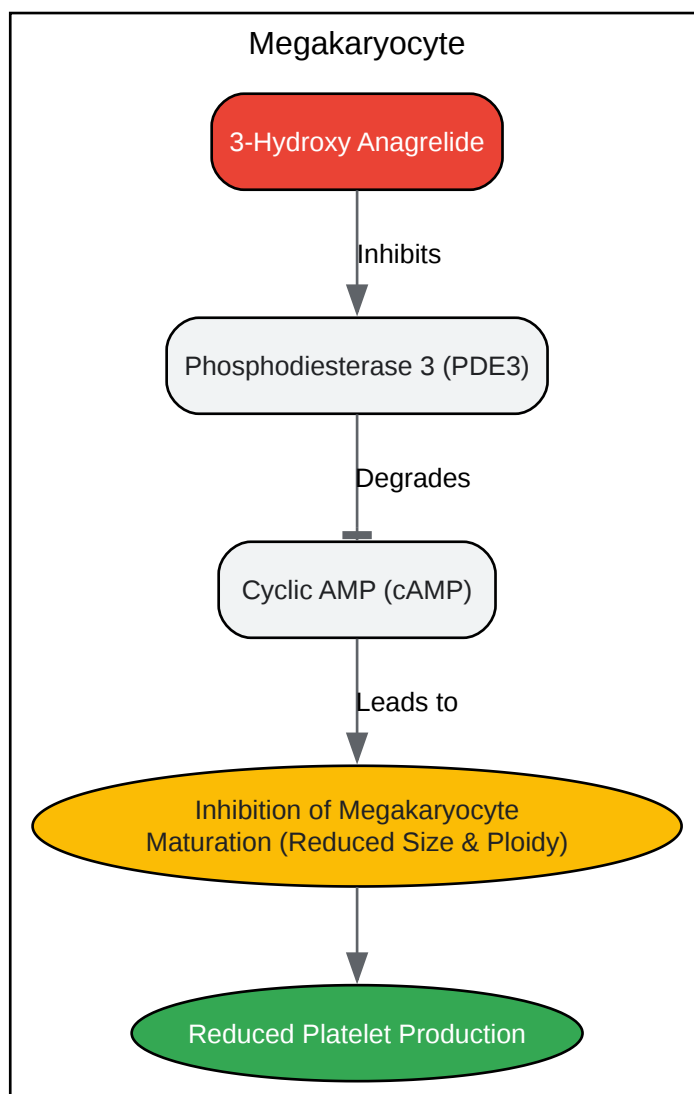 Megakaryocyte
3-Hydroxy Anagrelide
Inhibits
Phosphodiesterase 3 (PDE3)
Degrades
Cyclic AMP (cAMP)
Leads to
Inhibition of Megakaryocyte
Maturation (Reduced Size & Ploidy)
Reduced Platelet Production